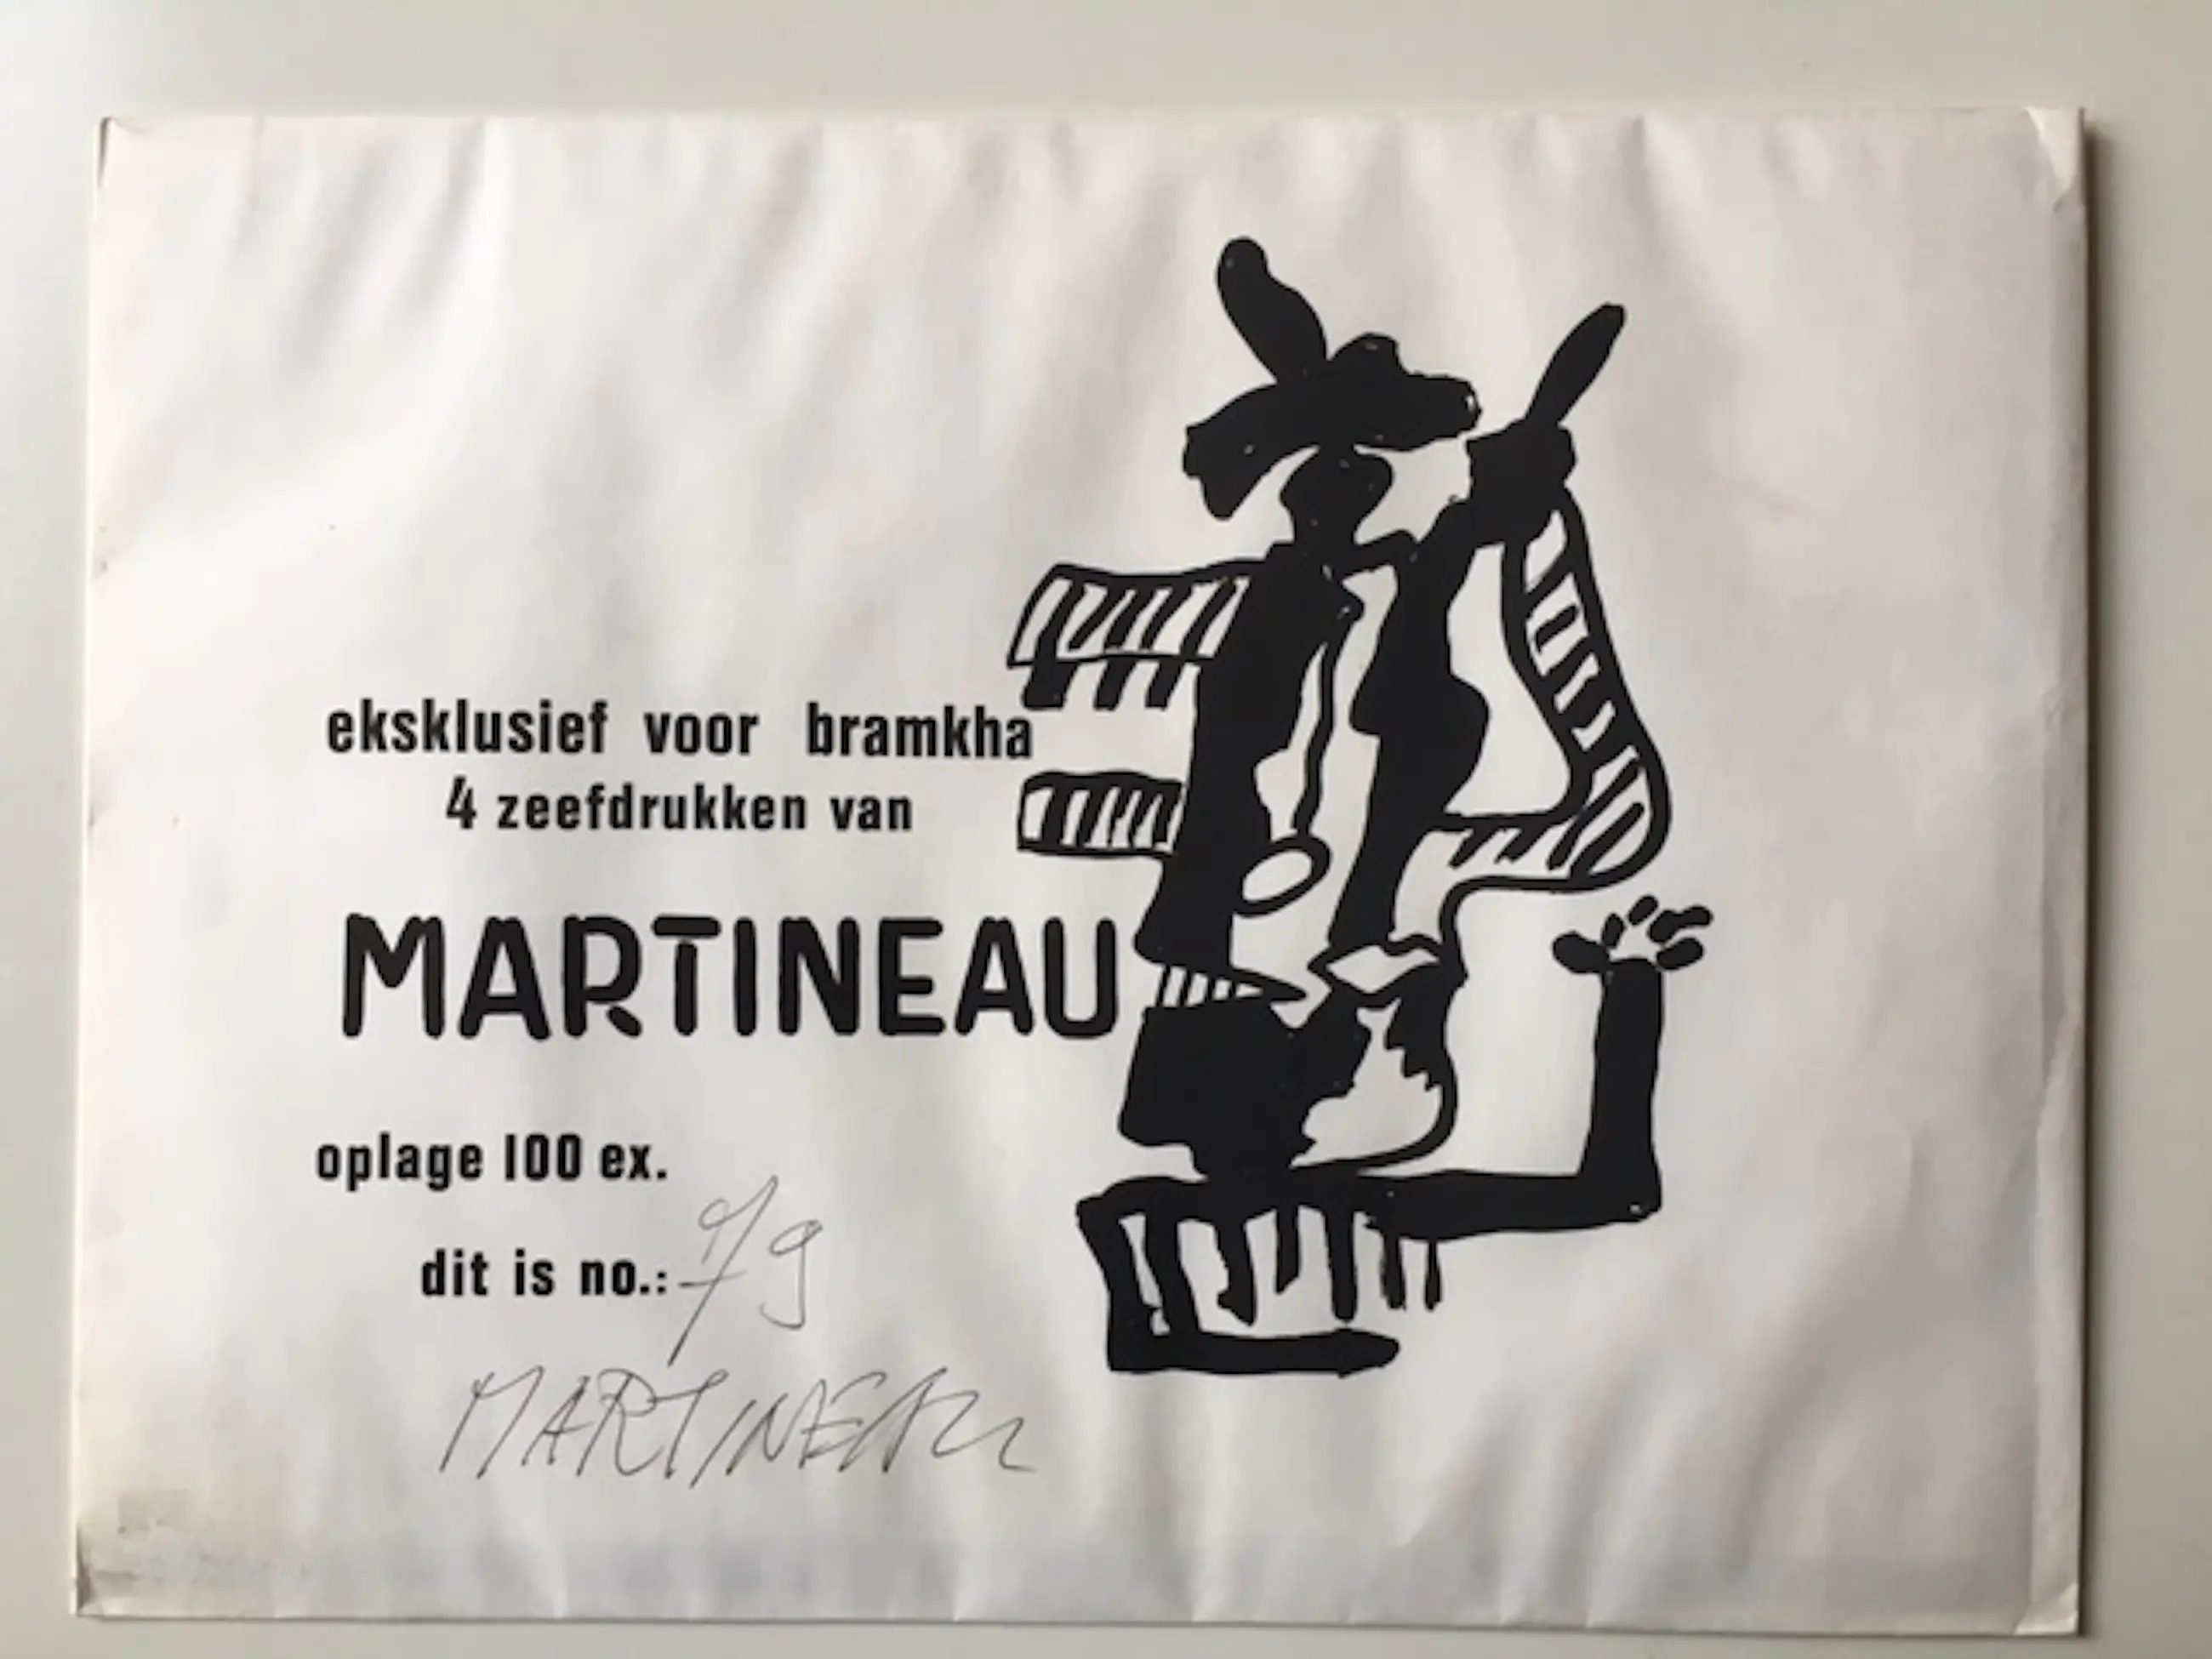 eksklusief voor bramkha
4 zeefdrukken van
MARTINEAU
oplage 100 ex.
dit is no.: 79
MARTINEAU